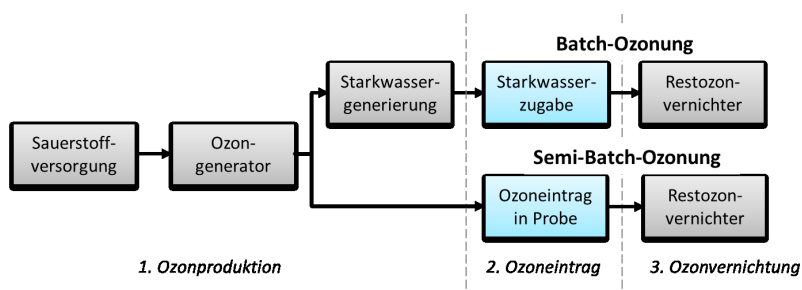 Batch-Ozonung
Starkwasser-
generierung
Starkwasser-
zugabe
Restozon-
vernichter
Sauerstoff-
versorgung
Ozon-
generator
Semi-Batch-Ozonung
Ozoneintrag
in Probe
Restozon-
vernichter
1. Ozonproduktion
2. Ozoneintrag
3. Ozonvernichtung